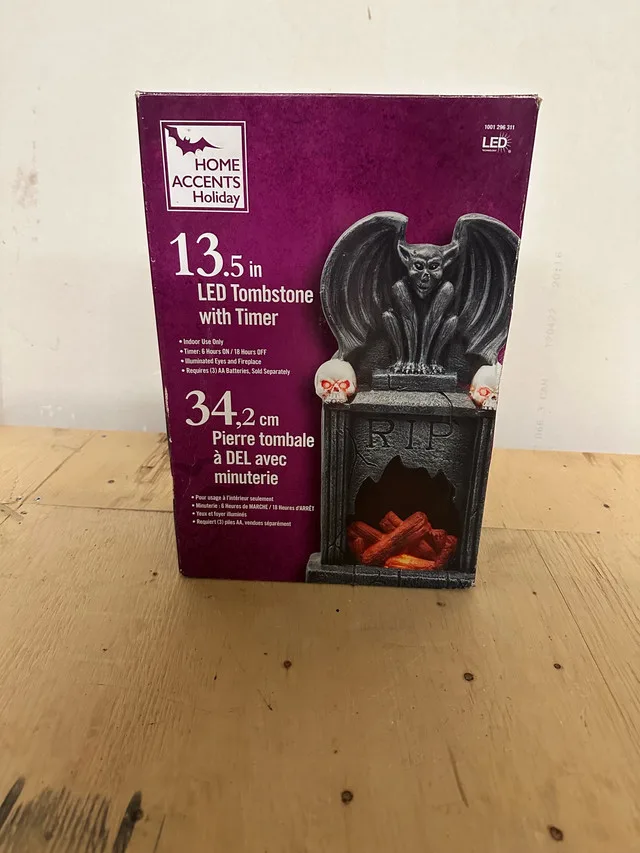 1001 296 311
LED
HOME
ACCENTS
Holiday
13.5 in
LED Tombstone
with Timer
• Indoor Use Only
• Timer: 6 Hours ON / 18 Hours OFF
• Illuminated Eyes and Fireplace
• Requires (3) AA Batteries, Sold Separately
34,2 cm
Pierre tombale
à DEL avec
minuterie
• Pour usage à l'intérieur seulement
• Minuterie : 6 Heures de MARCHE / 18 Heures d'ARRÊT
• Yeux et foyer illuminés
• Requiert (3) piles AA, vendues séparément
RIP